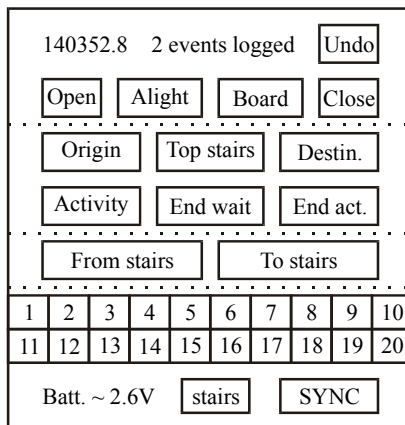 140352.8 2 events logged Undo
Open Alight Board Close
Origin Top stairs Destin.
Activity End wait End act.
From stairs To stairs
1 2 3 4 5 6 7 8 9 10
11 12 13 14 15 16 17 18 19 20
Batt. ~ 2.6V stairs SYNC